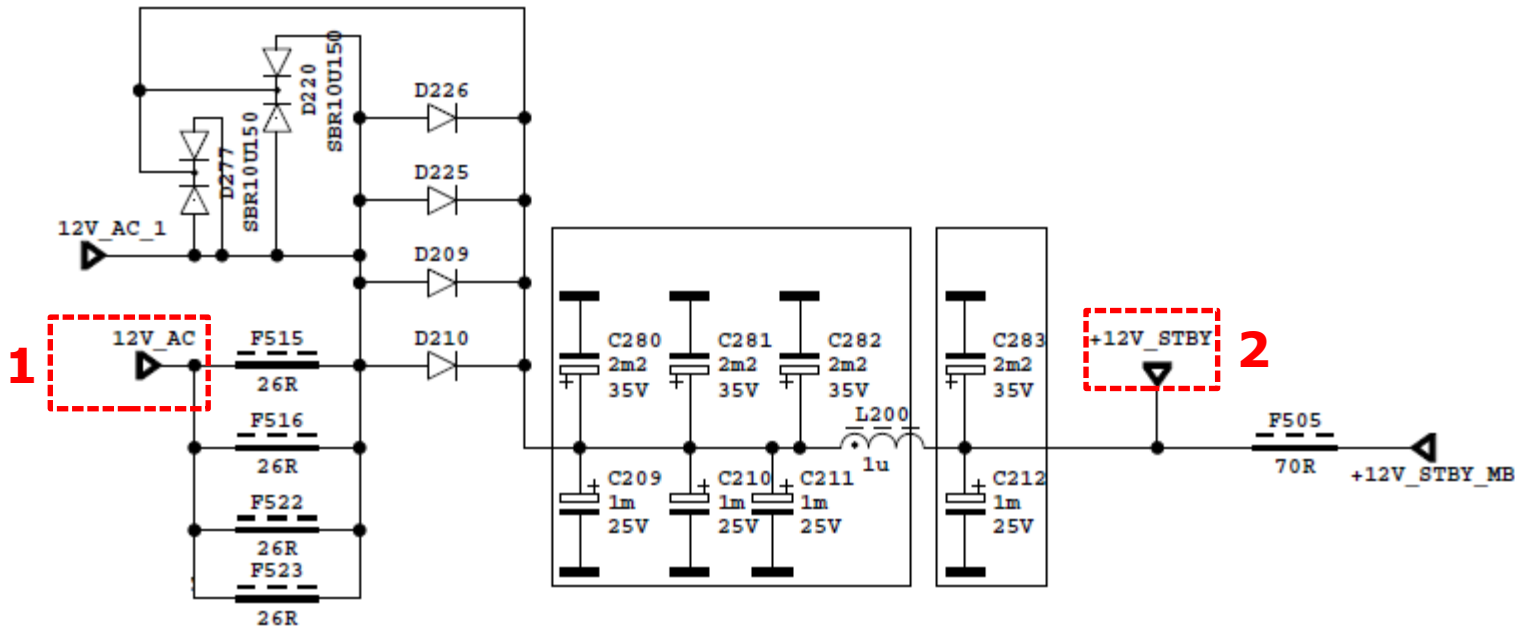 D220
SBR10U150
D226
D277
SBR10U150
D225
12V_AC_1
D209
1
12V_AC
F515
26R
D210
F516
26R
F522
26R
F523
26R
C280
2m2
35V
C281
2m2
35V
C282
2m2
35V
C283
2m2
35V
+12V_STBY
2
L200
1u
F505
70R
+12V_STBY_MB
C209
1m
25V
C210
1m
25V
C211
1m
25V
C212
1m
25V
+
+
+
+
+
+
+
+